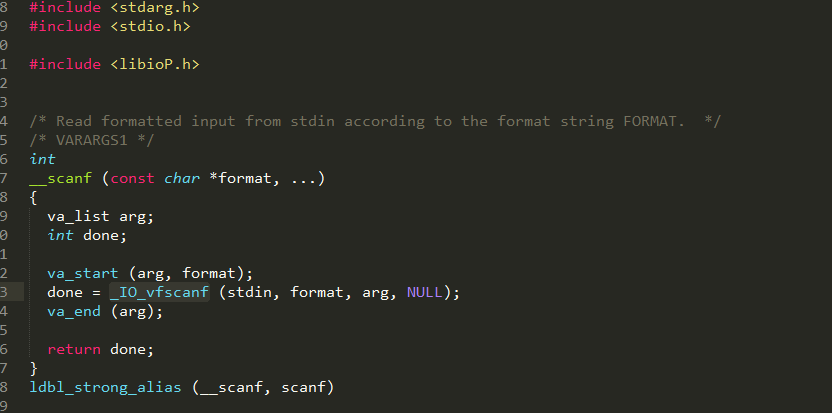 8 #include <stdarg.h>
9 #include <stdio.h>
0
1 #include <libioP.h>
2
3
4 /* Read formatted input from stdin according to the format string FORMAT.  */
5 /* VARARGS1 */
6 int
7 __scanf (const char *format, ...)
8 {
9   va_list arg;
0   int done;
1
2   va_start (arg, format);
3   done = _IO_vfscanf (stdin, format, arg, NULL);
4   va_end (arg);
5
6   return done;
7 }
8 ldbl_strong_alias (__scanf, scanf)
9